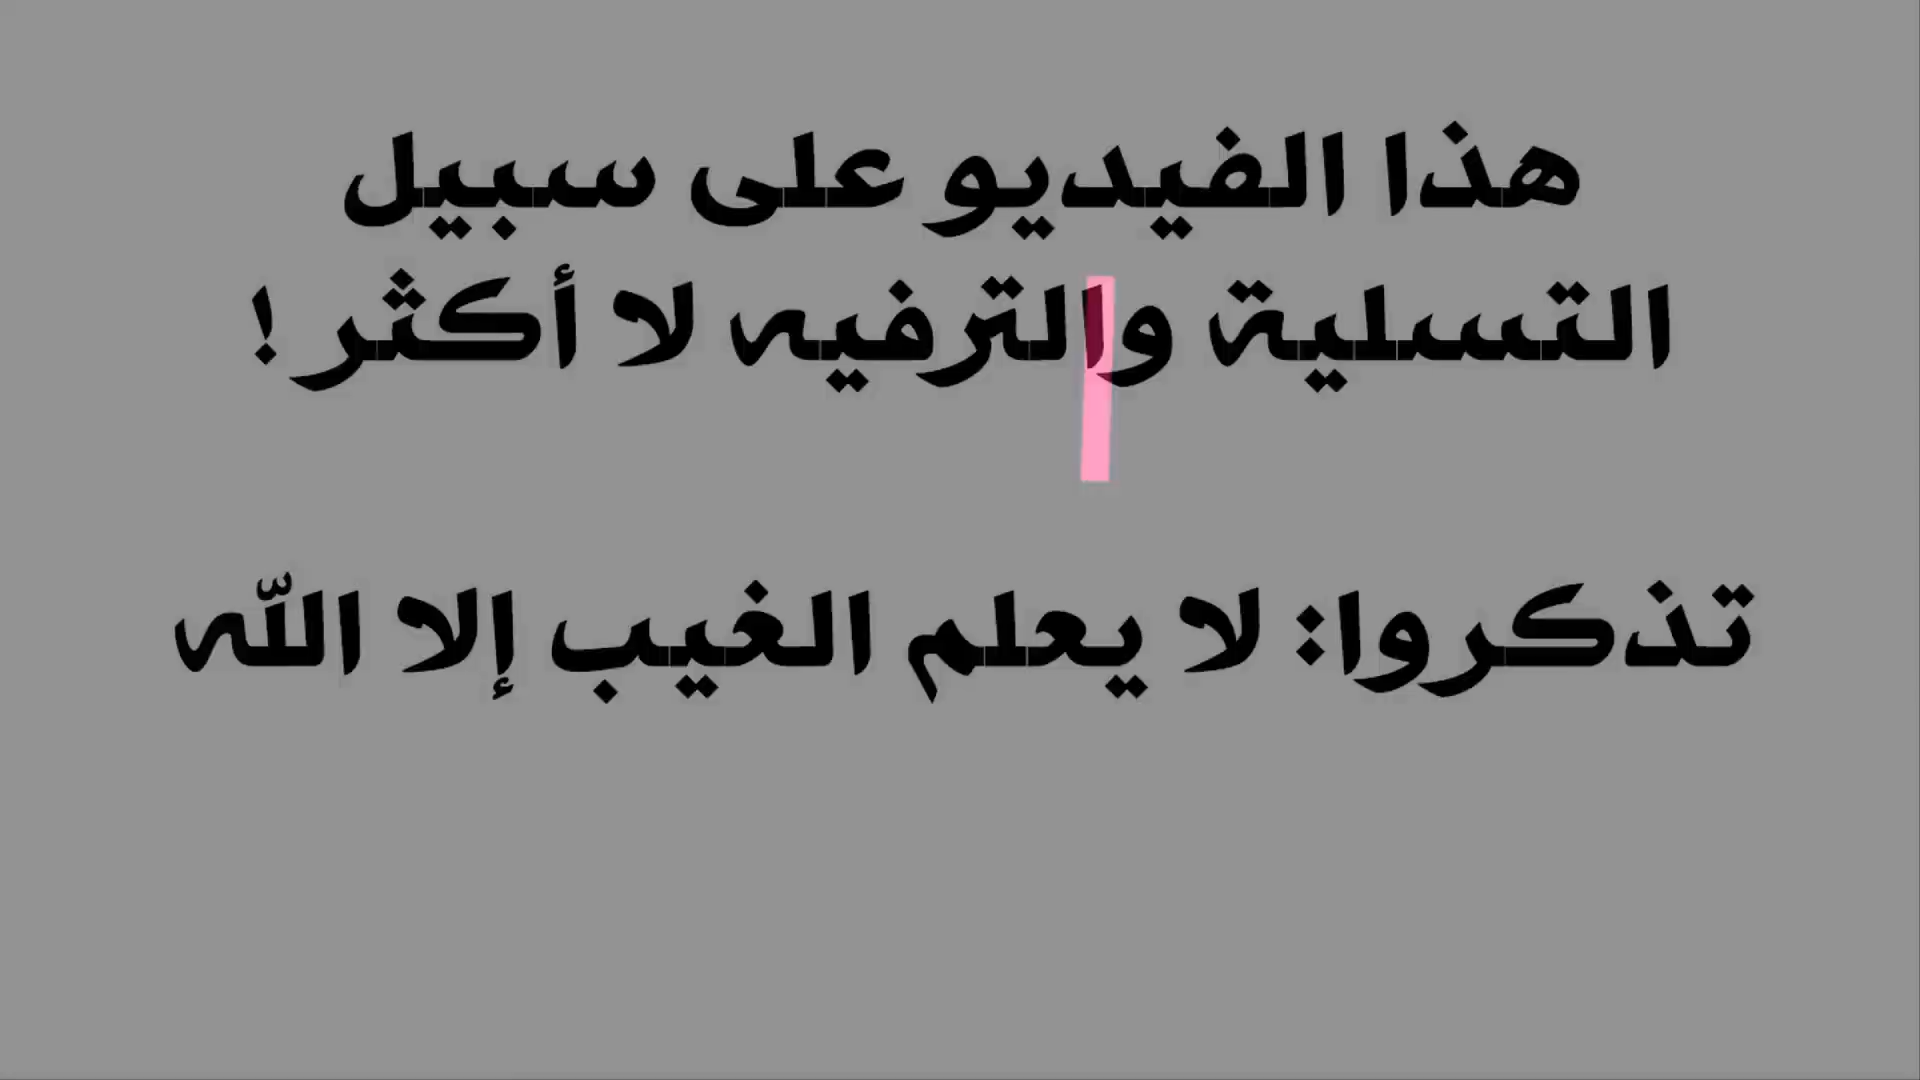 هذا الفيديو على سبيل
التسلية والترفيه لا أكثر !
تذكروا: لا يعلم الغيب إلا الله